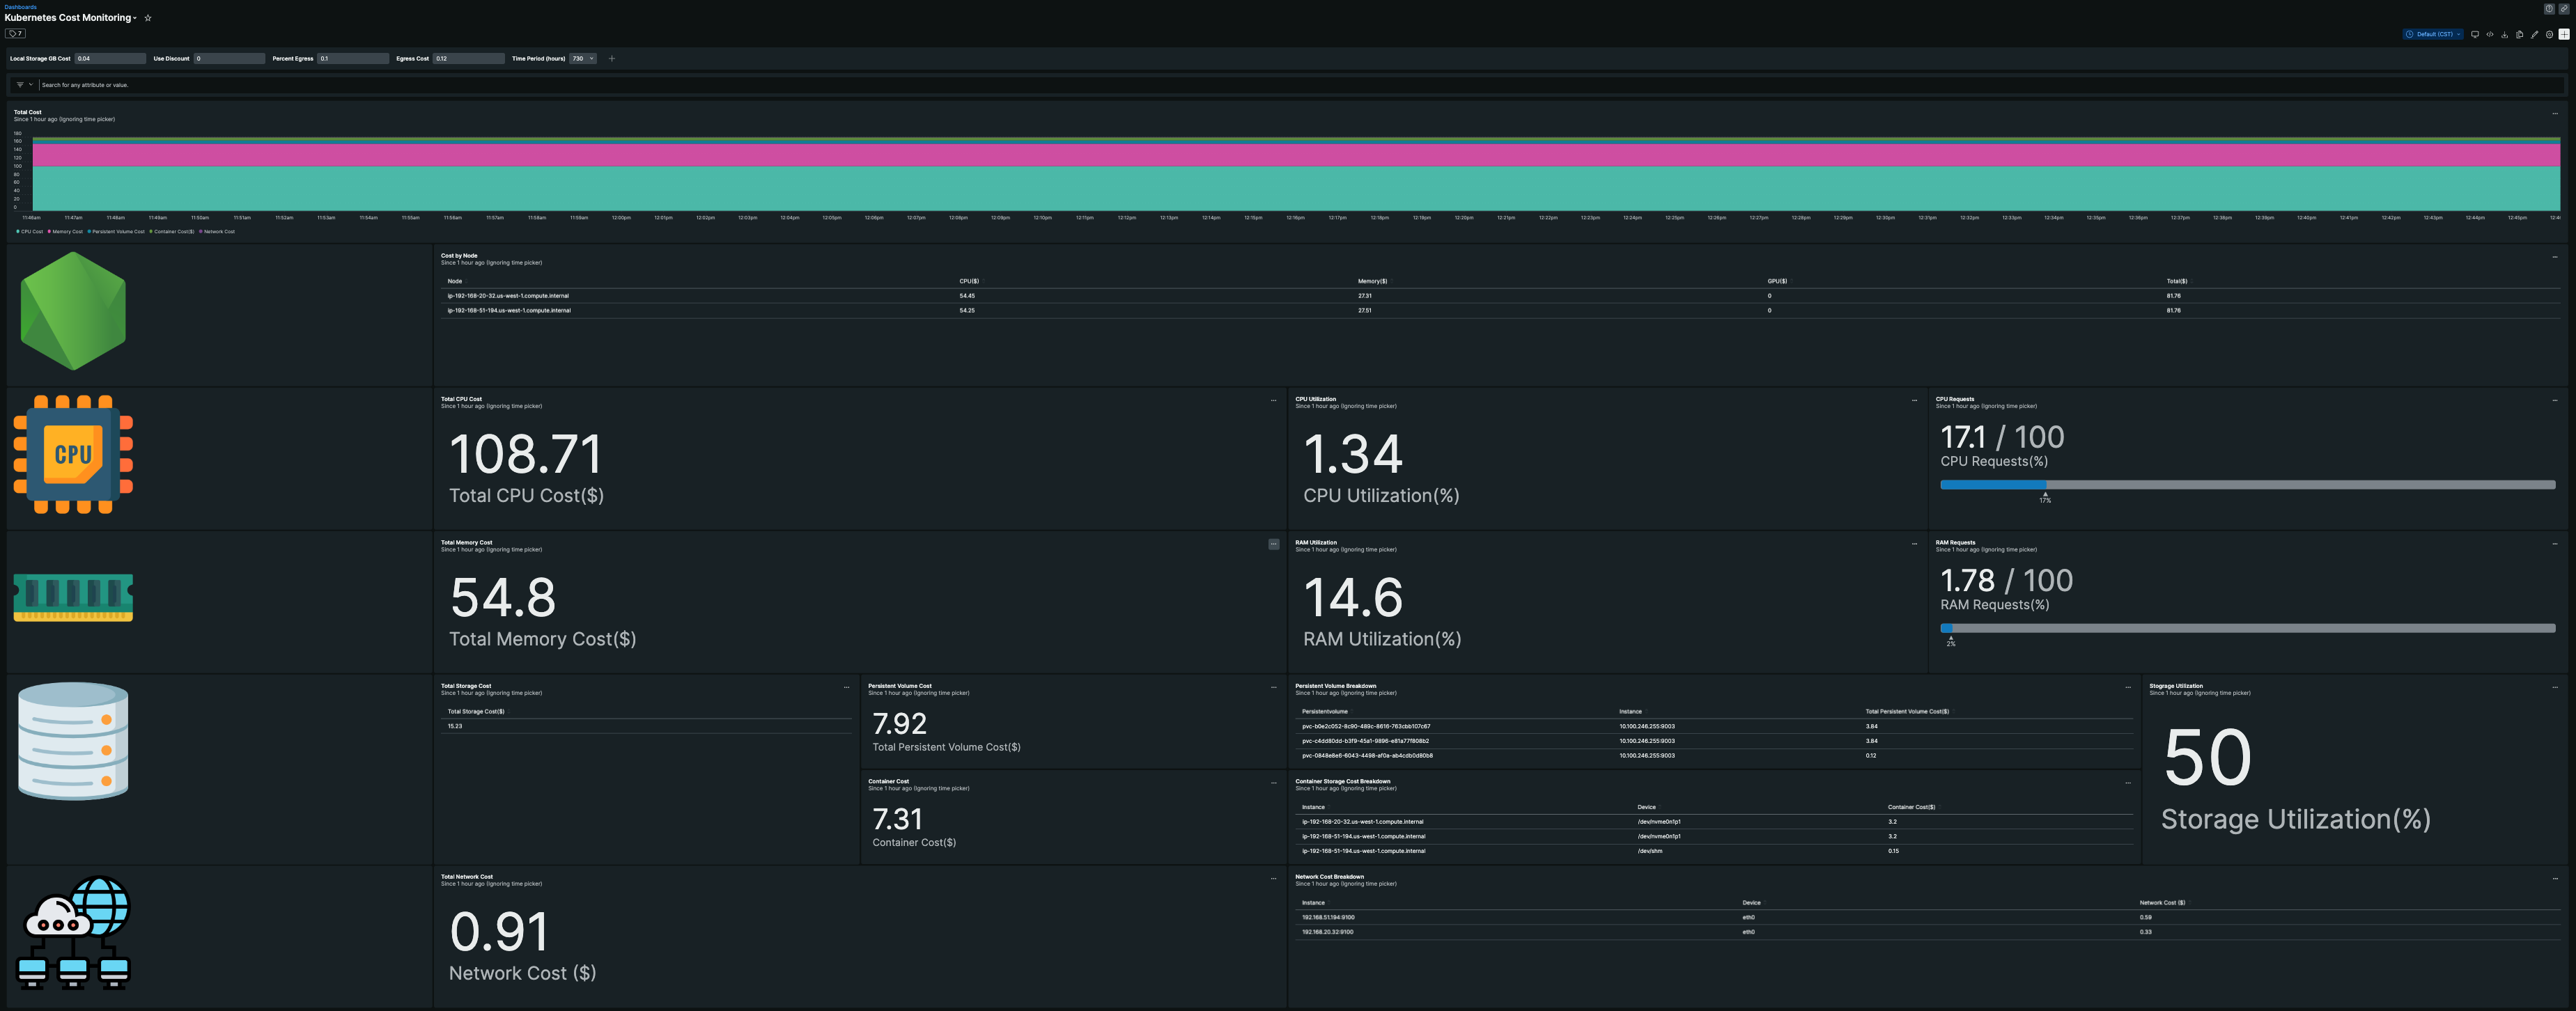 Dashboards
Kubernetes Cost Monitoring
7
Default (CST)
Local Storage GB Cost 0.04 Use Discount 0 Percent Egress 0.1 Egress Cost 0.12 Time Period (hours) 730
Search for any attribute or value.
Total Cost
Since 1 hour ago (Ignoring time picker)
180
160
140
120
100
80
60
40
20
0
11:46am 11:47am 11:48am 11:49am 11:50am 11:51am 11:52am 11:53am 11:54am 11:55am 11:56am 11:57am 11:58am 11:59am 12:00pm 12:01pm 12:02pm 12:03pm 12:04pm 12:05pm 12:06pm 12:07pm 12:08pm 12:09pm 12:10pm 12:11pm 12:12pm 12:13pm 12:14pm 12:15pm 12:16pm 12:17pm 12:18pm 12:19pm 12:20pm 12:21pm 12:22pm 12:23pm 12:24pm 12:25pm 12:26pm 12:27pm 12:28pm 12:29pm 12:30pm 12:31pm 12:32pm 12:33pm 12:34pm 12:35pm 12:36pm 12:37pm 12:38pm 12:39pm 12:40pm 12:41pm 12:42pm 12:43pm 12:44pm 12:45pm 12:4
CPU Cost Memory Cost Persistent Volume Cost Container Cost($) Network Cost
Cost by Node
Since 1 hour ago (Ignoring time picker)
Node CPU($) Memory($) GPU($) Total($)
ip-192-168-20-32.us-west-1.compute.internal 54.45 27.31 0 81.76
ip-192-168-51-194.us-west-1.compute.internal 54.25 27.51 0 81.76
CPU
Total CPU Cost
Since 1 hour ago (Ignoring time picker)
108.71
Total CPU Cost($)
CPU Utilization
Since 1 hour ago (Ignoring time picker)
1.34
CPU Utilization(%)
CPU Requests
Since 1 hour ago (Ignoring time picker)
17.1 / 100
CPU Requests(%)
17%
Total Memory Cost
Since 1 hour ago (Ignoring time picker)
54.8
Total Memory Cost($)
RAM Utilization
Since 1 hour ago (Ignoring time picker)
14.6
RAM Utilization(%)
RAM Requests
Since 1 hour ago (Ignoring time picker)
1.78 / 100
RAM Requests(%)
2%
Total Storage Cost
Since 1 hour ago (Ignoring time picker)
Total Storage Cost($)
15.23
Persistent Volume Cost
Since 1 hour ago (Ignoring time picker)
7.92
Total Persistent Volume Cost($)
Persistent Volume Breakdown
Since 1 hour ago (Ignoring time picker)
Persistentvolume Instance Total Persistent Volume Cost($)
pvc-b0e2c052-8c90-489c-8616-763cbb107c67 10.100.246.255:9003 3.84
pvc-c4dd80dd-b3f9-45a1-9896-e81a77f808b2 10.100.246.255:9003 3.84
pvc-0848e8e6-6043-4498-af0a-ab4cdb0d80b8 10.100.246.255:9003 0.12
Stograge Utilization
Since 1 hour ago (Ignoring time picker)
50
Storage Utilization(%)
Container Cost
Since 1 hour ago (Ignoring time picker)
7.31
Container Cost($)
Container Storage Cost Breakdown
Since 1 hour ago (Ignoring time picker)
Instance Device Container Cost($)
ip-192-168-20-32.us-west-1.compute.internal /dev/nvme0n1p1 3.2
ip-192-168-51-194.us-west-1.compute.internal /dev/nvme0n1p1 3.2
ip-192-168-51-194.us-west-1.compute.internal /dev/shm 0.15
Total Network Cost
Since 1 hour ago (Ignoring time picker)
0.91
Network Cost ($)
Network Cost Breakdown
Since 1 hour ago (Ignoring time picker)
Instance Device Network Cost ($)
192.168.51.194:9100 eth0 0.59
192.168.20.32:9100 eth0 0.33